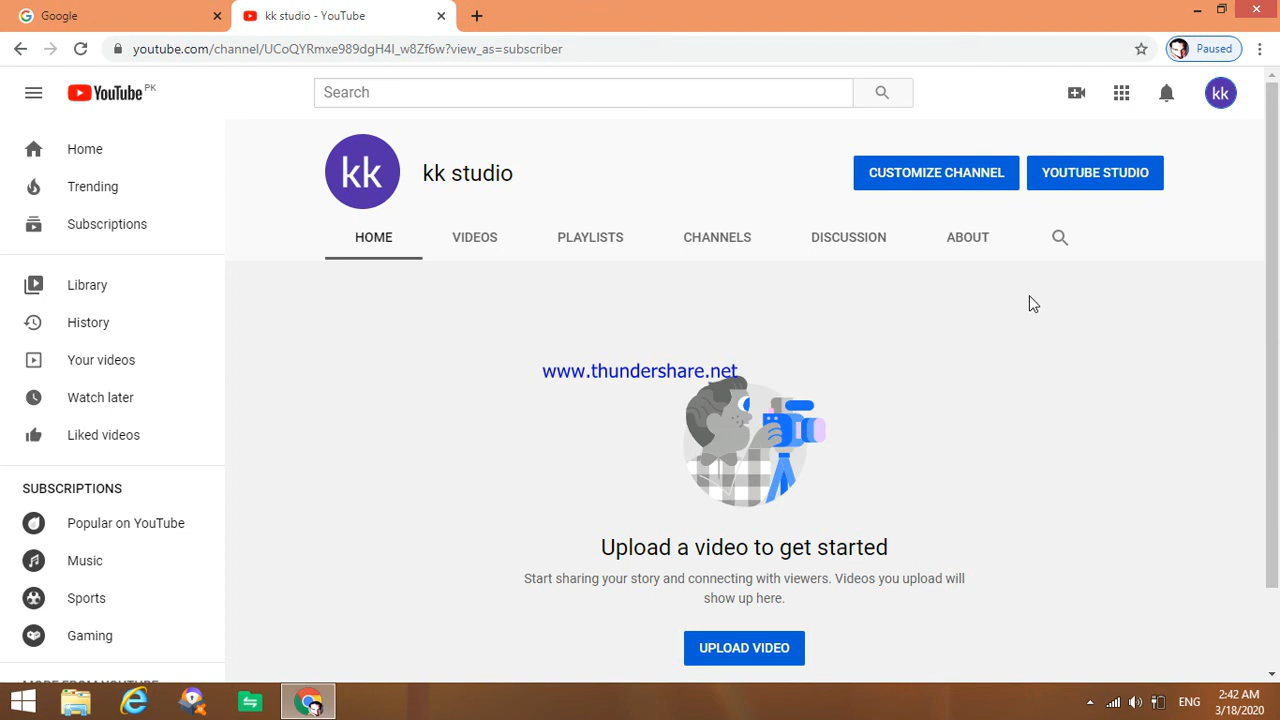 Google
kk studio - YouTube
youtube.com/channel/UCoQYRmxe989dgH4I_w8Zf6w?view_as=subscriber
Paused
YouTube PK
Search
kk
Home
Trending
Subscriptions
Library
History
Your videos
Watch later
Liked videos
SUBSCRIPTIONS
Popular on YouTube
Music
Sports
Gaming
MORE FROM YOUTUBE
kk
kk studio
CUSTOMIZE CHANNEL
YOUTUBE STUDIO
HOME
VIDEOS
PLAYLISTS
CHANNELS
DISCUSSION
ABOUT
www.thundershare.net
Upload a video to get started
Start sharing your story and connecting with viewers. Videos you upload will
show up here.
UPLOAD VIDEO
ENG
2:42 AM
3/18/2020